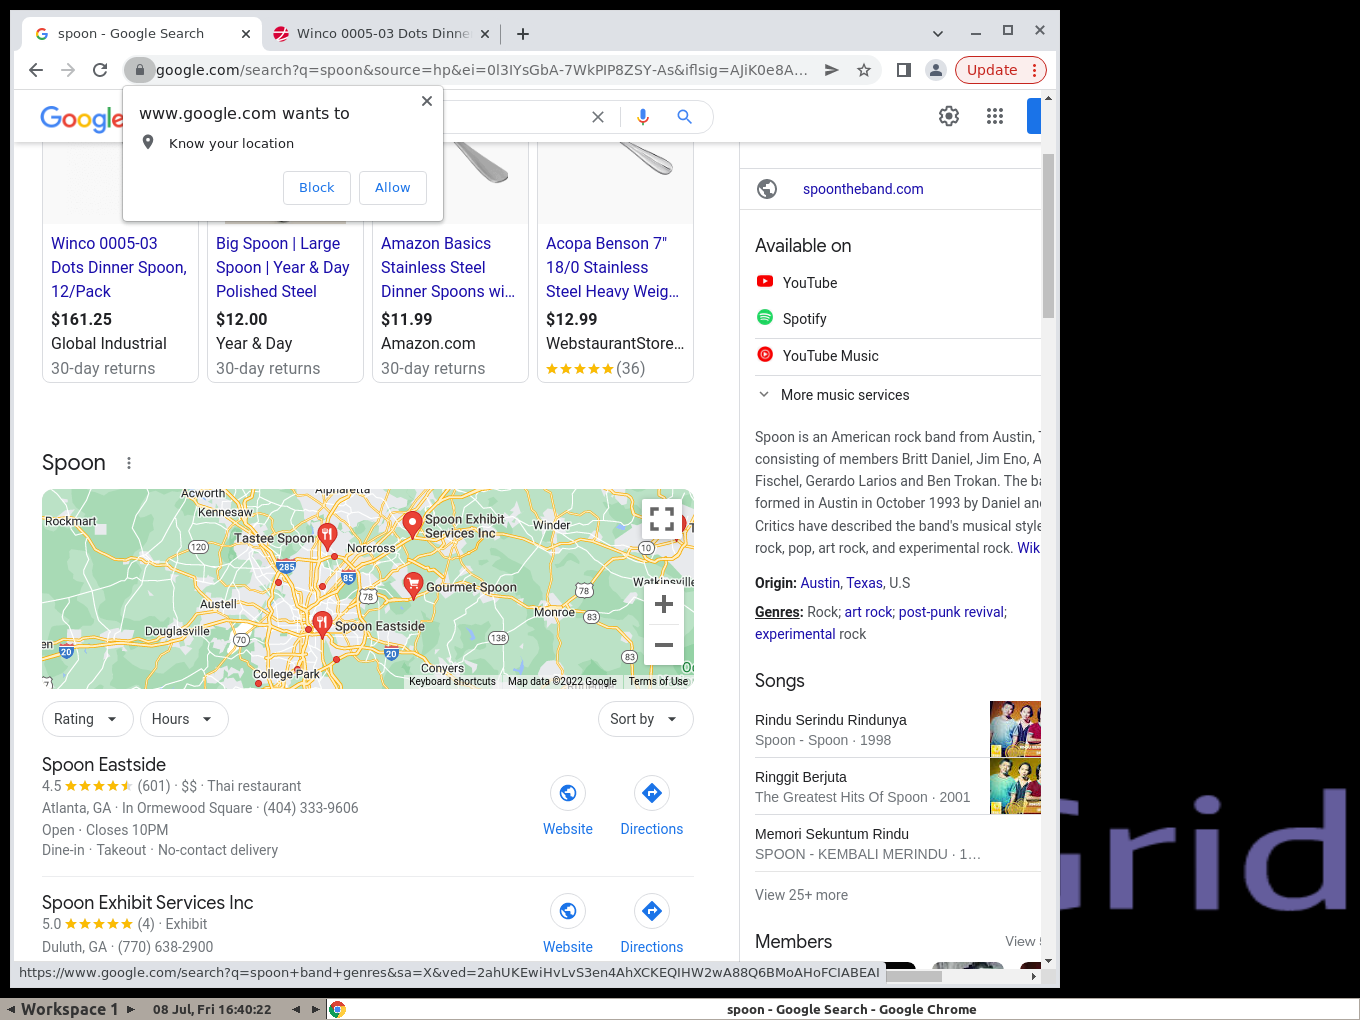 spoon - Google Search
Winco 0005-03 Dots Dinne
google.com/search?q=spoon&source=hp&ei=0l3IYsGbA-7WkPIP8ZSY-As&iflsig=AJiK0e8A...
Update
Google
www.google.com wants to
Know your location
Block
Allow
Winco 0005-03
Dots Dinner Spoon,
12/Pack
$161.25
Global Industrial
30-day returns
Big Spoon | Large
Spoon | Year & Day
Polished Steel
$12.00
Year & Day
30-day returns
Amazon Basics
Stainless Steel
Dinner Spoons wi...
$11.99
Amazon.com
30-day returns
Acopa Benson 7"
18/0 Stainless
Steel Heavy Weig...
$12.99
WebstaurantStore...
(36)
Spoon
Acworth
Alpharetta
Kennesaw
Rockmart
Tastee Spoon
Spoon Exhibit
Services Inc
Winder
Norcross
120
285
85
10
Watkinsville
Gourmet Spoon
78
78
Austell
Monroe
83
Douglasville
Spoon Eastside
70
138
20
20
83
College Park
Conyers
Keyboard shortcuts
Map data ©2022 Google
Terms of Use
Rating
Hours
Sort by
Spoon Eastside
4.5 (601) · $$ · Thai restaurant
Atlanta, GA · In Ormewood Square · (404) 333-9606
Open · Closes 10PM
Dine-in · Takeout · No-contact delivery
Website
Directions
Spoon Exhibit Services Inc
5.0 (4) · Exhibit
Duluth, GA · (770) 638-2900
Website
Directions
https://www.google.com/search?q=spoon+band+genres&sa=X&ved=2ahUKEwiHvLvS3en4AhXCKEQIHW2wA88Q6BMoAHoFCIABEAI
spoontheband.com
Available on
YouTube
Spotify
YouTube Music
More music services
Spoon is an American rock band from Austin, T
consisting of members Britt Daniel, Jim Eno, A
Fischel, Gerardo Larios and Ben Trokan. The ba
formed in Austin in October 1993 by Daniel and
Critics have described the band's musical style
rock, pop, art rock, and experimental rock. Wik
Origin: Austin, Texas, U.S
Genres: Rock; art rock; post-punk revival;
experimental rock
Songs
Rindu Serindu Rindunya
Spoon - Spoon · 1998
Ringgit Berjuta
The Greatest Hits Of Spoon · 2001
Memori Sekuntum Rindu
SPOON - KEMBALI MERINDU · 1...
View 25+ more
Members
View
Grid
Workspace 1
08 Jul, Fri 16:40:22
spoon - Google Search - Google Chrome